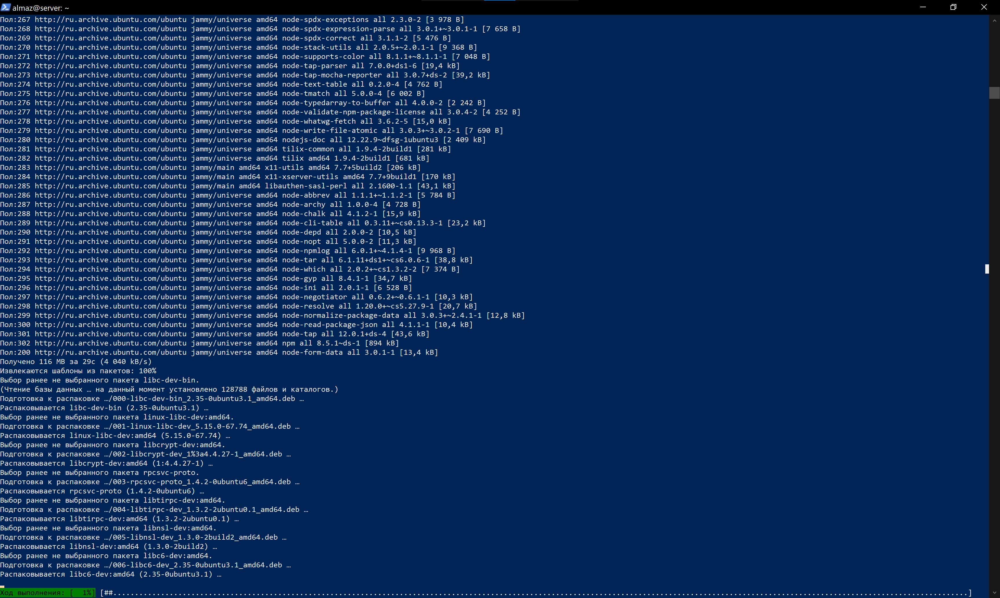 almaz@server: ~
Пол:267 http://ru.archive.ubuntu.com/ubuntu jammy/universe amd64 node-spdx-exceptions all 2.3.0-2 [3 978 B]
Пол:268 http://ru.archive.ubuntu.com/ubuntu jammy/universe amd64 node-spdx-expression-parse all 3.0.1+~3.0.1-1 [7 658 B]
Пол:269 http://ru.archive.ubuntu.com/ubuntu jammy/universe amd64 node-spdx-correct all 3.1.1-2 [5 476 B]
Пол:270 http://ru.archive.ubuntu.com/ubuntu jammy/universe amd64 node-stack-utils all 2.0.5+~2.0.1-1 [9 368 B]
Пол:271 http://ru.archive.ubuntu.com/ubuntu jammy/universe amd64 node-supports-color all 8.1.1+~8.1.1-1 [7 048 B]
Пол:272 http://ru.archive.ubuntu.com/ubuntu jammy/universe amd64 node-tap-parser all 7.0.0+ds1-6 [19,4 kB]
Пол:273 http://ru.archive.ubuntu.com/ubuntu jammy/universe amd64 node-tap-mocha-reporter all 3.0.7+ds-2 [39,2 kB]
Пол:274 http://ru.archive.ubuntu.com/ubuntu jammy/universe amd64 node-text-table all 0.2.0-4 [4 762 B]
Пол:275 http://ru.archive.ubuntu.com/ubuntu jammy/universe amd64 node-tmatch all 5.0.0-4 [6 002 B]
Пол:276 http://ru.archive.ubuntu.com/ubuntu jammy/universe amd64 node-typedarray-to-buffer all 4.0.0-2 [2 242 B]
Пол:277 http://ru.archive.ubuntu.com/ubuntu jammy/universe amd64 node-validate-npm-package-license all 3.0.4-2 [4 252 B]
Пол:278 http://ru.archive.ubuntu.com/ubuntu jammy/universe amd64 node-whatwg-fetch all 3.6.2-5 [15,0 kB]
Пол:279 http://ru.archive.ubuntu.com/ubuntu jammy/universe amd64 node-write-file-atomic all 3.0.3+~3.0.2-1 [7 690 B]
Пол:280 http://ru.archive.ubuntu.com/ubuntu jammy/universe amd64 nodejs-doc all 12.22.9~dfsg-1ubuntu3 [2 409 kB]
Пол:281 http://ru.archive.ubuntu.com/ubuntu jammy/universe amd64 tilix-common all 1.9.4-2build1 [281 kB]
Пол:282 http://ru.archive.ubuntu.com/ubuntu jammy/universe amd64 tilix amd64 1.9.4-2build1 [681 kB]
Пол:283 http://ru.archive.ubuntu.com/ubuntu jammy/main amd64 x11-utils amd64 7.7+5build2 [206 kB]
Пол:284 http://ru.archive.ubuntu.com/ubuntu jammy/main amd64 x11-xserver-utils amd64 7.7+9build1 [170 kB]
Пол:285 http://ru.archive.ubuntu.com/ubuntu jammy/main amd64 libauthen-sasl-perl all 2.1600-1.1 [43,1 kB]
Пол:286 http://ru.archive.ubuntu.com/ubuntu jammy/universe amd64 node-abbrev all 1.1.1+~1.1.2-1 [5 784 B]
Пол:287 http://ru.archive.ubuntu.com/ubuntu jammy/universe amd64 node-archy all 1.0.0-4 [4 728 B]
Пол:288 http://ru.archive.ubuntu.com/ubuntu jammy/universe amd64 node-chalk all 4.1.2-1 [15,9 kB]
Пол:289 http://ru.archive.ubuntu.com/ubuntu jammy/universe amd64 node-cli-table all 0.3.11+~cs0.13.3-1 [23,2 kB]
Пол:290 http://ru.archive.ubuntu.com/ubuntu jammy/universe amd64 node-depd all 2.0.0-2 [10,5 kB]
Пол:291 http://ru.archive.ubuntu.com/ubuntu jammy/universe amd64 node-nopt all 5.0.0-2 [11,3 kB]
Пол:292 http://ru.archive.ubuntu.com/ubuntu jammy/universe amd64 node-npmlog all 6.0.1+~4.1.4-1 [9 968 B]
Пол:293 http://ru.archive.ubuntu.com/ubuntu jammy/universe amd64 node-tar all 6.1.11+ds1+~cs6.0.6-1 [38,8 kB]
Пол:294 http://ru.archive.ubuntu.com/ubuntu jammy/universe amd64 node-which all 2.0.2+~cs1.3.2-2 [7 374 B]
Пол:295 http://ru.archive.ubuntu.com/ubuntu jammy/universe amd64 node-gyp all 8.4.1-1 [34,7 kB]
Пол:296 http://ru.archive.ubuntu.com/ubuntu jammy/universe amd64 node-ini all 2.0.1-1 [6 528 B]
Пол:297 http://ru.archive.ubuntu.com/ubuntu jammy/universe amd64 node-negotiator all 0.6.2+~0.6.1-1 [10,3 kB]
Пол:298 http://ru.archive.ubuntu.com/ubuntu jammy/universe amd64 node-resolve all 1.20.0+~cs5.27.9-1 [20,7 kB]
Пол:299 http://ru.archive.ubuntu.com/ubuntu jammy/universe amd64 node-normalize-package-data all 3.0.3+~2.4.1-1 [12,8 kB]
Пол:300 http://ru.archive.ubuntu.com/ubuntu jammy/universe amd64 node-read-package-json all 4.1.1-1 [10,4 kB]
Пол:301 http://ru.archive.ubuntu.com/ubuntu jammy/universe amd64 node-tap all 12.0.1+ds-4 [43,6 kB]
Пол:302 http://ru.archive.ubuntu.com/ubuntu jammy/universe amd64 npm all 8.5.1~ds-1 [894 kB]
Пол:200 http://ru.archive.ubuntu.com/ubuntu jammy/universe amd64 node-form-data all 3.0.1-1 [13,4 kB]
Получено 116 MB за 29с (4 040 kB/s)
Извлекаются шаблоны из пакетов: 100%
Выбор ранее не выбранного пакета libc-dev-bin.
(Чтение базы данных … на данный момент установлено 128788 файлов и каталогов.)
Подготовка к распаковке …/000-libc-dev-bin_2.35-0ubuntu3.1_amd64.deb …
Распаковывается libc-dev-bin (2.35-0ubuntu3.1) …
Выбор ранее не выбранного пакета linux-libc-dev:amd64.
Подготовка к распаковке …/001-linux-libc-dev_5.15.0-67.74_amd64.deb …
Распаковывается linux-libc-dev:amd64 (5.15.0-67.74) …
Выбор ранее не выбранного пакета libcrypt-dev:amd64.
Подготовка к распаковке …/002-libcrypt-dev_1%3a4.4.27-1_amd64.deb …
Распаковывается libcrypt-dev:amd64 (1:4.4.27-1) …
Выбор ранее не выбранного пакета rpcsvc-proto.
Подготовка к распаковке …/003-rpcsvc-proto_1.4.2-0ubuntu6_amd64.deb …
Распаковывается rpcsvc-proto (1.4.2-0ubuntu6) …
Выбор ранее не выбранного пакета libtirpc-dev:amd64.
Подготовка к распаковке …/004-libtirpc-dev_1.3.2-2ubuntu0.1_amd64.deb …
Распаковывается libtirpc-dev:amd64 (1.3.2-2ubuntu0.1) …
Выбор ранее не выбранного пакета libnsl-dev:amd64.
Подготовка к распаковке …/005-libnsl-dev_1.3.0-2build2_amd64.deb …
Распаковывается libnsl-dev:amd64 (1.3.0-2build2) …
Выбор ранее не выбранного пакета libc6-dev:amd64.
Подготовка к распаковке …/006-libc6-dev_2.35-0ubuntu3.1_amd64.deb …
Распаковывается libc6-dev:amd64 (2.35-0ubuntu3.1) …
Ход выполнения: [  1%] [##....................................................................................................................................................................................................]